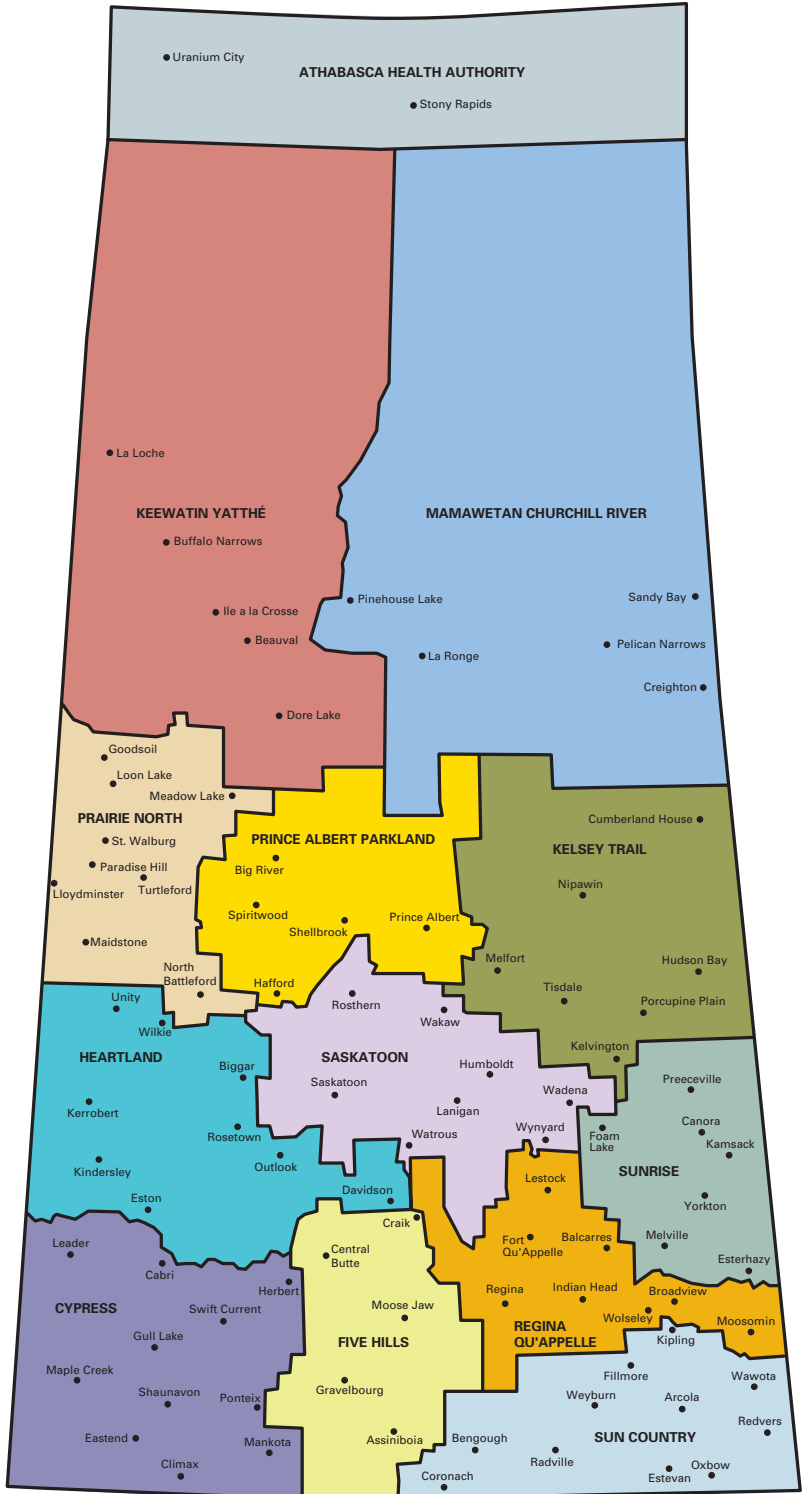 Uranium City
ATHABASCA HEALTH AUTHORITY
Stony Rapids
La Loche
KEEWATIN YATTHÉ
MAMAWETAN CHURCHILL RIVER
Buffalo Narrows
Pinehouse Lake
Sandy Bay
Ile a la Crosse
Beauval
Pelican Narrows
La Ronge
Creighton
Dore Lake
Goodsoil
Loon Lake
Meadow Lake
PRAIRIE NORTH
St. Walburg
Paradise Hill
Turtleford
Lloydminster
Maidstone
North
Battleford
PRINCE ALBERT PARKLAND
Big River
Spiritwood
Shellbrook
Prince Albert
Hafford
Cumberland House
KELSEY TRAIL
Nipawin
Melfort
Hudson Bay
Tisdale
Porcupine Plain
Kelvington
Unity
Wilkie
HEARTLAND
Biggar
Kerrobert
Rosetown
Kindersley
Outlook
Eston
Davidson
Rosthern
Wakaw
SASKATOON
Humboldt
Saskatoon
Lanigan
Wadena
Watrous
Wynyard
Preeceville
Foam
Lake
Canora
Kamsack
SUNRISE
Yorkton
Melville
Esterhazy
Leader
Cabri
Herbert
CYPRESS
Swift Current
Gull Lake
Maple Creek
Shaunavon
Ponteix
Eastend
Mankota
Climax
Craik
Central
Butte
Moose Jaw
FIVE HILLS
Gravelbourg
Assiniboia
Lestock
Fort
Qu'Appelle
Balcarres
Regina
Indian Head
Broadview
Wolseley
Moosomin
REGINA
QU'APPELLE
Kipling
Fillmore
Wawota
Weyburn
Arcola
Redvers
SUN COUNTRY
Bengough
Radville
Oxbow
Estevan
Coronach